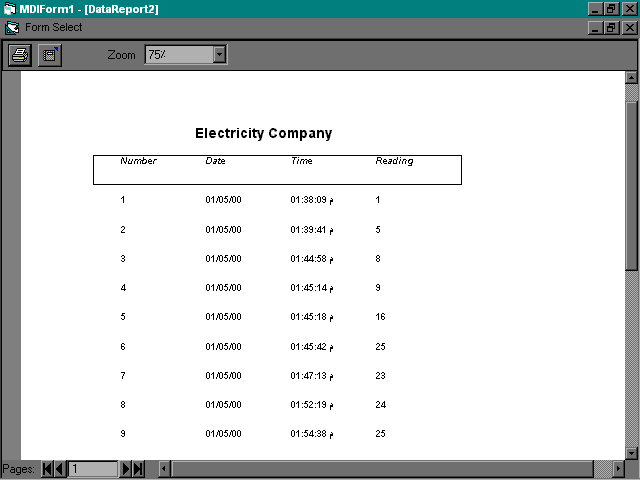 MDIForm1 - [DataReport2]
Form Select
Zoom 75%
Electricity Company
Number Date Time Reading
1 01/05/00 01:38:09 م 1
2 01/05/00 01:39:41 م 5
3 01/05/00 01:44:58 م 8
4 01/05/00 01:45:14 م 9
5 01/05/00 01:45:18 م 16
6 01/05/00 01:45:42 م 25
7 01/05/00 01:47:13 م 23
8 01/05/00 01:52:19 م 24
9 01/05/00 01:54:38 م 25
Pages: 1